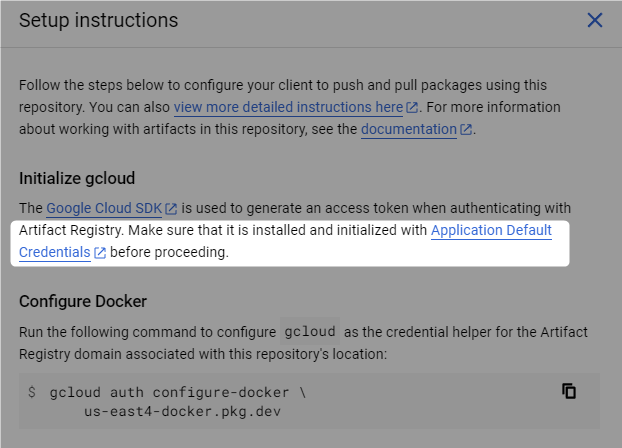 Setup instructions
Follow the steps below to configure your client to push and pull packages using this
repository. You can also view more detailed instructions here. For more information
about working with artifacts in this repository, see the documentation.
Initialize gcloud
The Google Cloud SDK is used to generate an access token when authenticating with
Artifact Registry. Make sure that it is installed and initialized with Application Default
Credentials before proceeding.
Configure Docker
Run the following command to configure gcloud as the credential helper for the Artifact
Registry domain associated with this repository's location:
$ gcloud auth configure-docker \
us-east4-docker.pkg.dev